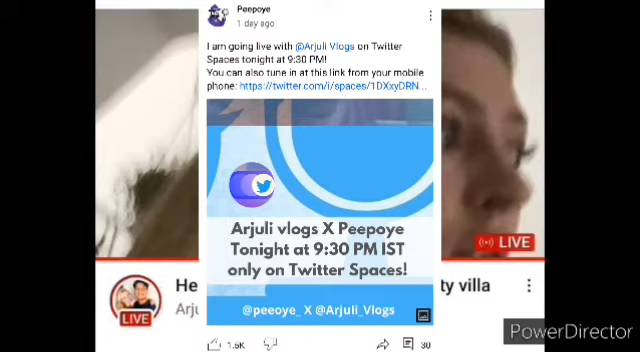 Peepoye
1 day ago
I am going live with @Arjuli Vlogs on Twitter
Spaces tonight at 9:30 PM!
You can also tune in at this link from your mobile
phone: https://twitter.com/i/spaces/1DXxyDRN...
Arjuli vlogs X Peepoye
Tonight at 9:30 PM IST
only on Twitter Spaces!
@peeoye_ X @Arjuli_Vlogs
1.5K
30
LIVE
He
ty villa
Arju
LIVE
PowerDirector